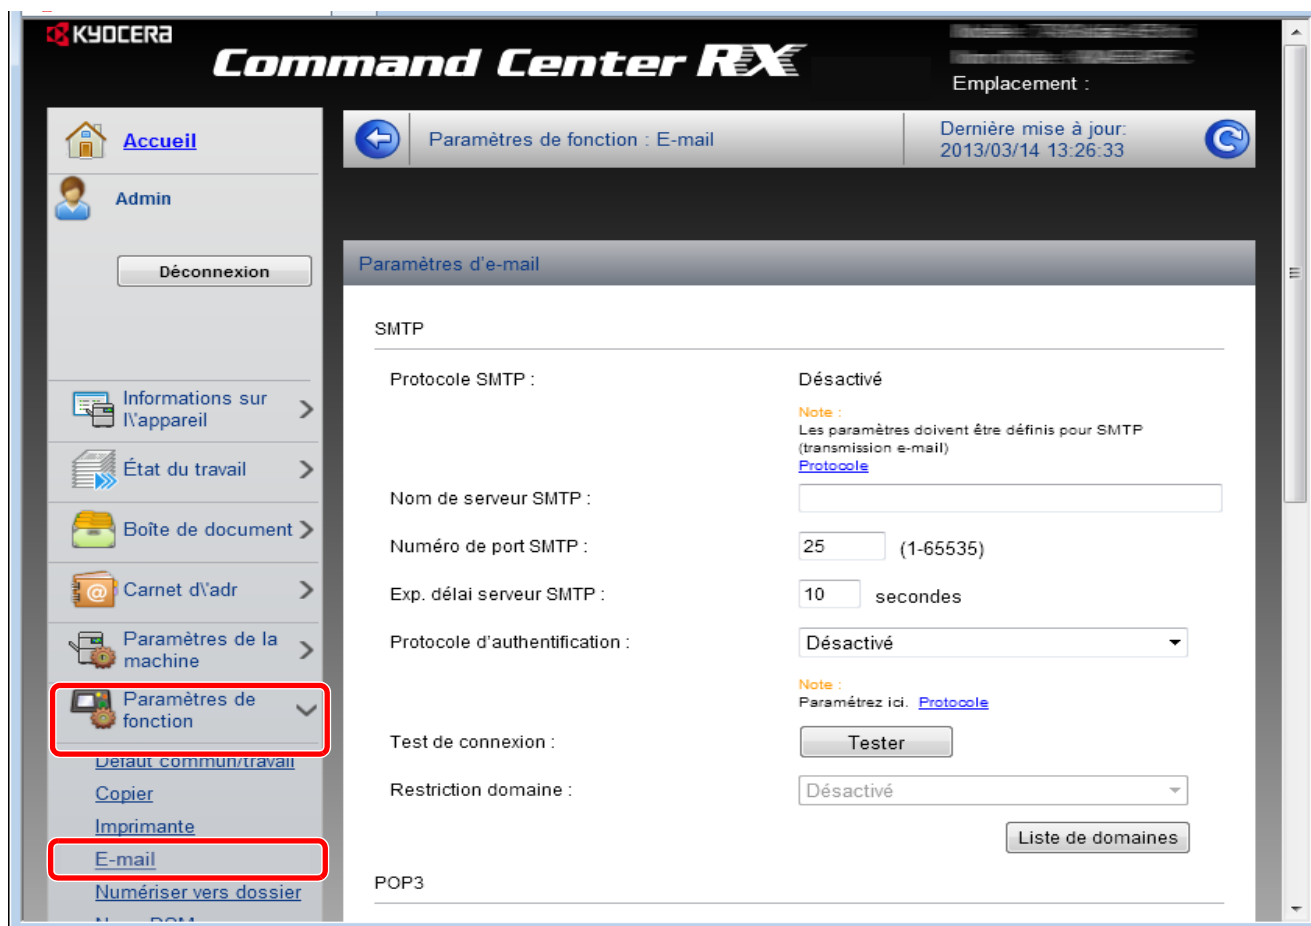 KYOCERA
Command Center RX
Emplacement :
Accueil
Admin
Déconnexion
Informations sur
l\'appareil
État du travail
Boîte de document
Carnet d\'adr
Paramètres de la
machine
Paramètres de
fonction
Défaut commun/travail
Copier
Imprimante
E-mail
Numériser vers dossier
Paramètres de fonction : E-mail
Dernière mise à jour:
2013/03/14 13:26:33
Paramètres d'e-mail
SMTP
Protocole SMTP :
Désactivé
Note :
Les paramètres doivent être définis pour SMTP
(transmission e-mail)
Protocole
Nom de serveur SMTP :
Numéro de port SMTP :
25
(1-65535)
Exp. délai serveur SMTP :
10
secondes
Protocole d'authentification :
Désactivé
Note :
Paramétrez ici. Protocole
Test de connexion :
Tester
Restriction domaine :
Désactivé
Liste de domaines
POP3